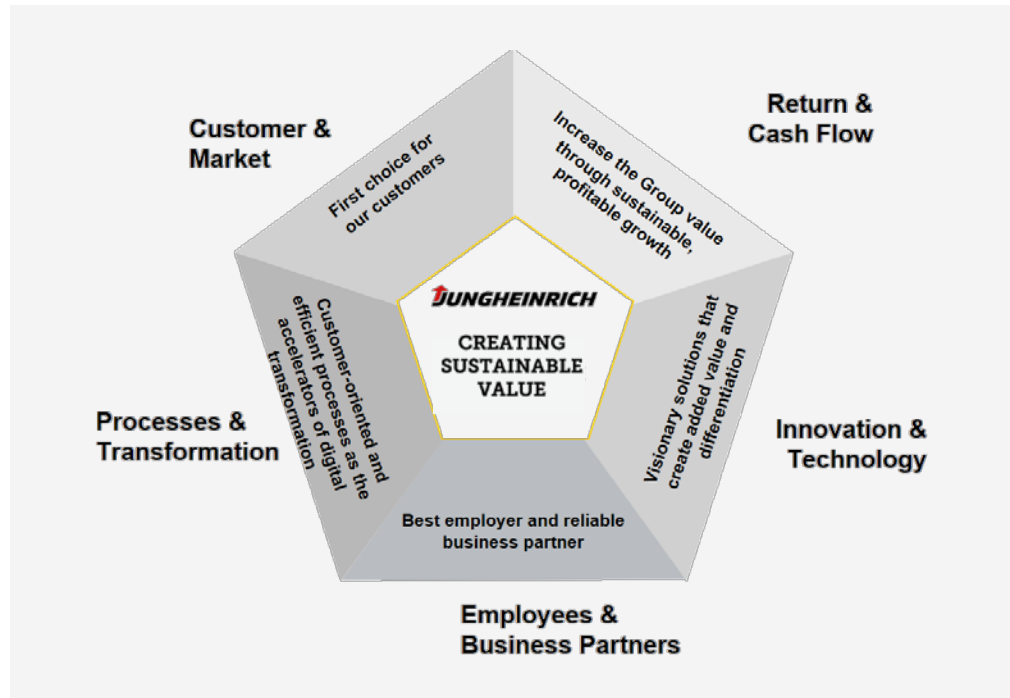 Customer &
Market
Return &
Cash Flow
First choice for
our customers
Increase the Group value
through sustainable,
profitable growth
JUNGHEINRICH
CREATING
SUSTAINABLE
VALUE
Customer-oriented and
efficient processes as the
accelerators of digital
transformation
Visionary solutions that
create added value and
differentiation
Processes &
Transformation
Innovation &
Technology
Best employer and reliable
business partner
Employees &
Business Partners